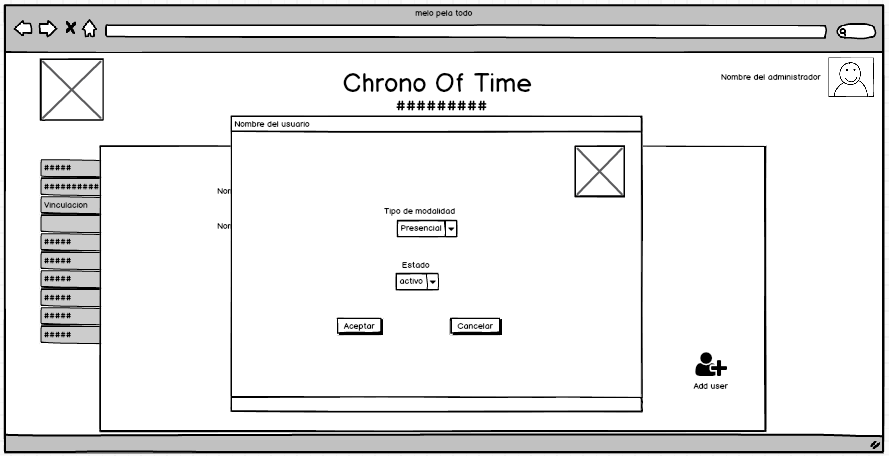 melo pela todo
Chrono Of Time
#########
Nombre del administrador
Nombre del usuario
#####
##########
Vinculacion
#####
#####
#####
#####
#####
#####
Nor
Nor
Tipo de modalidad
Presencial
Estado
activo
Aceptar
Cancelar
Add user